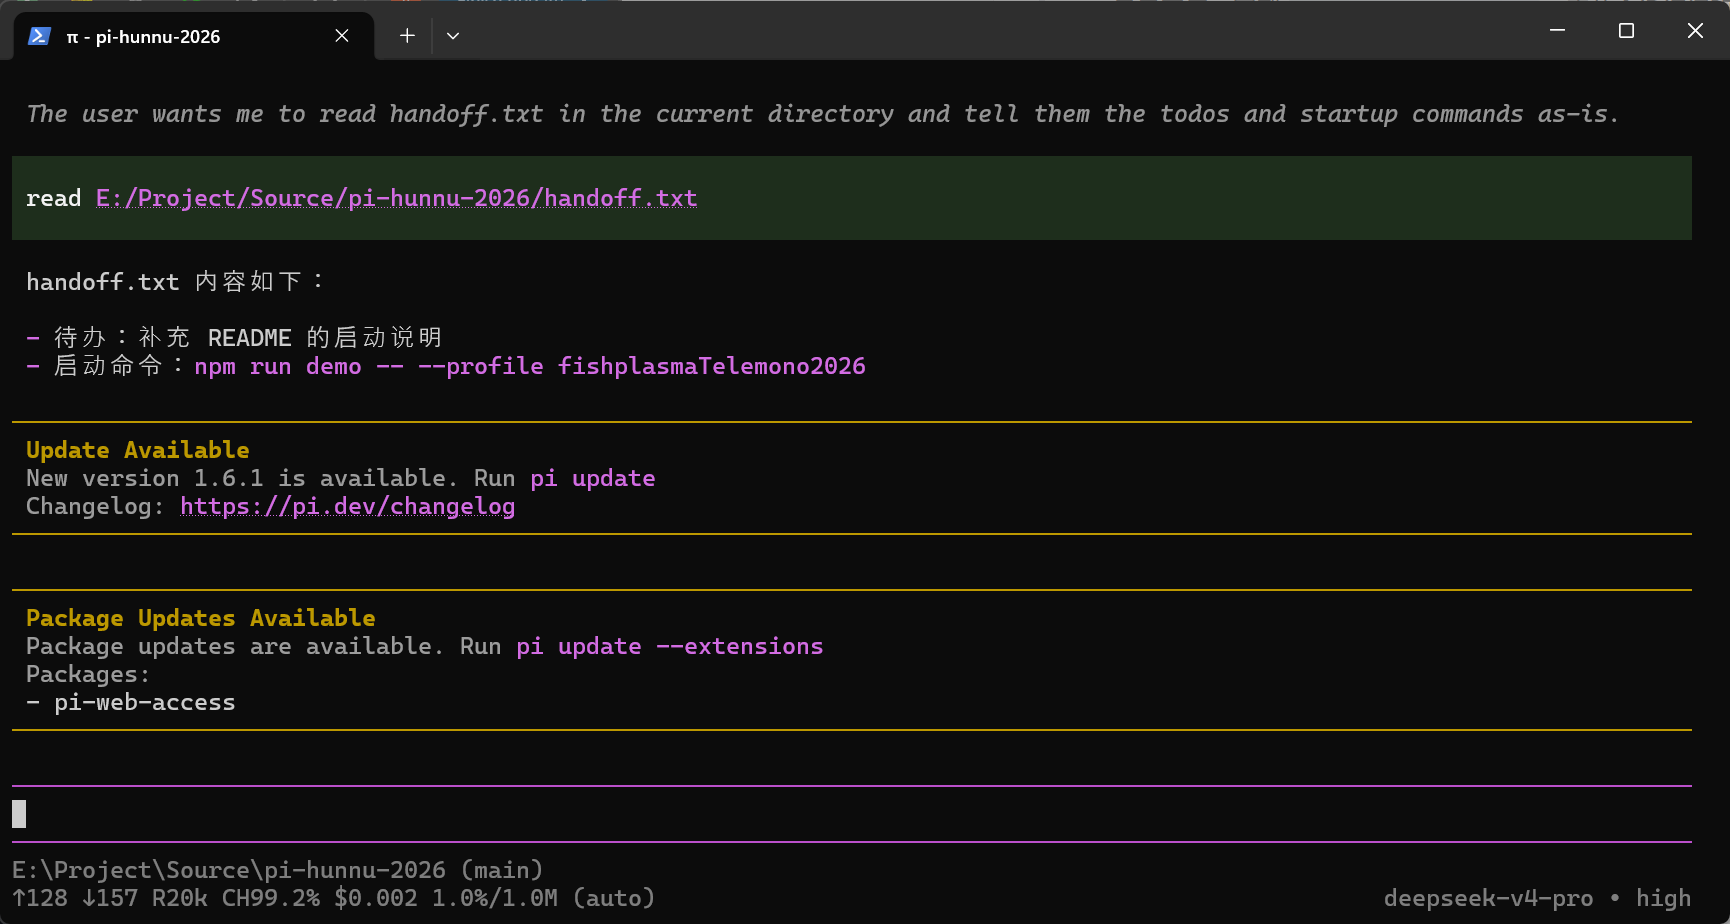 π - pi-hunnu-2026
The user wants me to read handoff.txt in the current directory and tell them the todos and startup commands as-is.
read E:/Project/Source/pi-hunnu-2026/handoff.txt
handoff.txt 内容如下：
- 待办：补充 README 的启动说明
- 启动命令：npm run demo -- --profile fishplasmaTelemono2026
Update Available
New version 1.6.1 is available. Run pi update
Changelog: https://pi.dev/changelog
Package Updates Available
Package updates are available. Run pi update --extensions
Packages:
- pi-web-access
E:\Project\Source\pi-hunnu-2026 (main)
↑128 ↓157 R20k CH99.2% $0.002 1.0%/1.0M (auto) deepseek-v4-pro • high